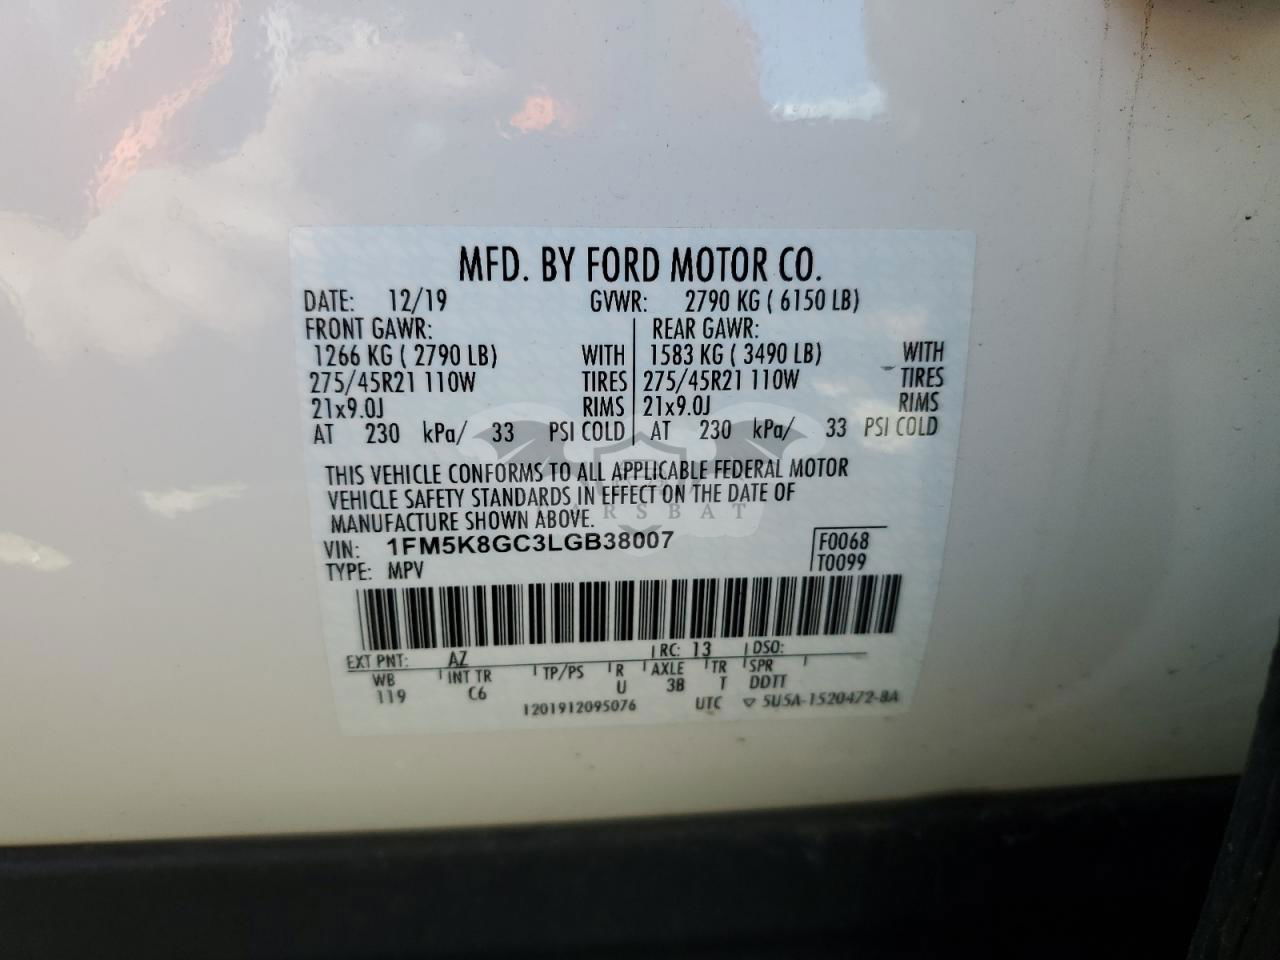 MFD. BY FORD MOTOR CO.
DATE: 12/19 GVWR: 2790 KG ( 6150 LB)
FRONT GAWR: REAR GAWR:
1266 KG ( 2790 LB) WITH 1583 KG ( 3490 LB) WITH
275/45R21 110W TIRES 275/45R21 110W TIRES
21x9.0J RIMS 21x9.0J RIMS
AT 230 kPa/ 33 PSI COLD AT 230 kPa/ 33 PSI COLD
THIS VEHICLE CONFORMS TO ALL APPLICABLE FEDERAL MOTOR
VEHICLE SAFETY STANDARDS IN EFFECT ON THE DATE OF
MANUFACTURE SHOWN ABOVE.
VIN: 1FM5K8GC3LGB38007 F0068
TYPE: MPV T0099
EXT PNT: AZ RC: 13 DSO:
WB INT TR TP/PS R AXLE TR SPR
119 C6 U 3B T DDTT
1201912095076 UTC ▽ 5U5A-1520472-BA